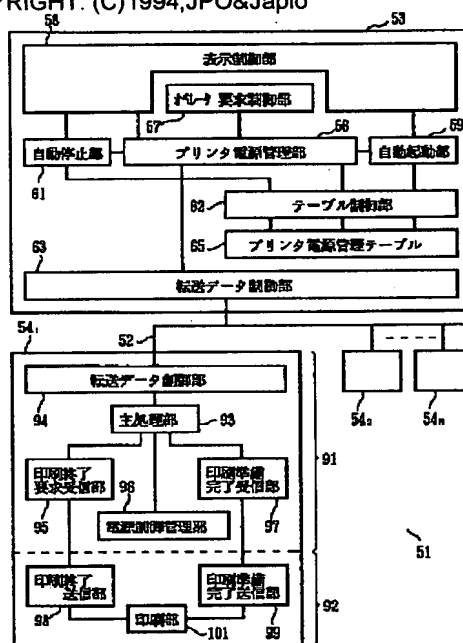 RIGHT: (C)1994,JPO&Japio
58
53
表示制御部
オペレータ要求制御部
57
56
59
自動停止部
プリンタ電源管理部
自動起動部
61
62
テーブル制御部
65
プリンタ電源管理テーブル
63
転送データ制御部
52
54₁
転送データ制御部
94
主処理部
93
54₂
54N
91
印刷終了
要求受信部
96
印刷準備
完了受信部
95
電源制御管理部
97
51
印刷終了
送信部
印刷準備
完了送信部
92
98
印刷部
99
101